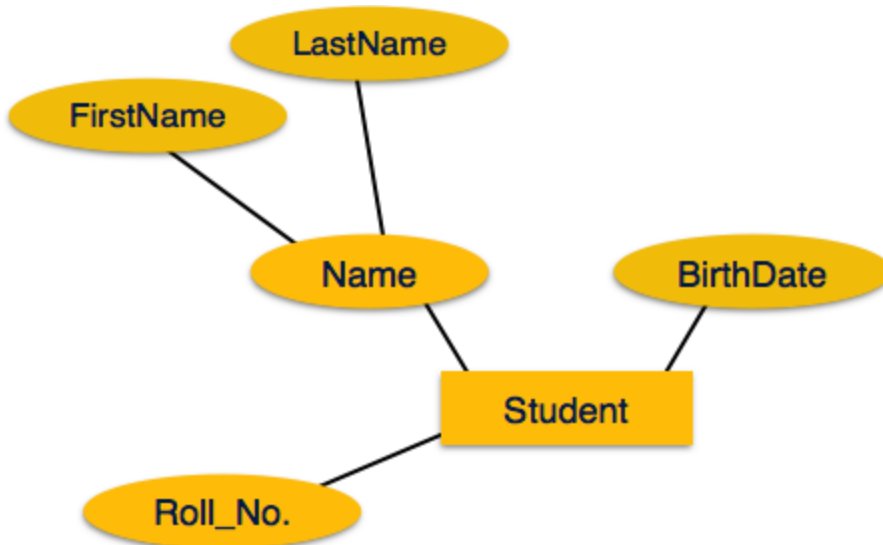 LastName
FirstName
Name
BirthDate
Student
Roll_No.